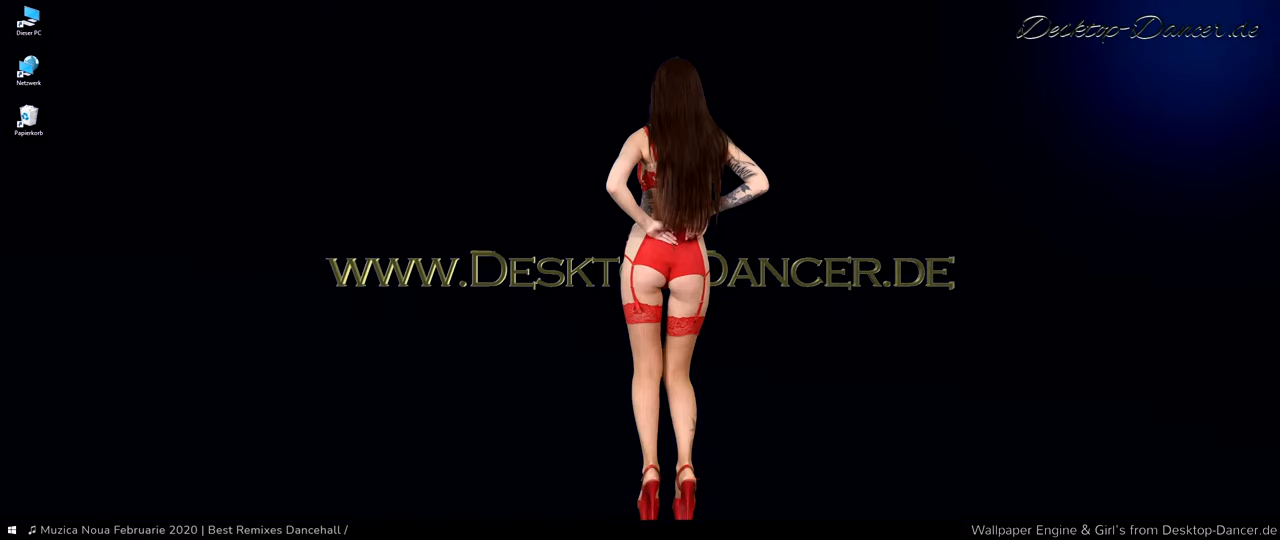 Dieser PC
Netzwerk
Papierkorb
Desktop-Dancer.de
www.Deskt Dancer.de
♫ Muzica Noua Februarie 2020 | Best Remixes Dancehall /
Wallpaper Engine & Girl's from Desktop-Dancer.de